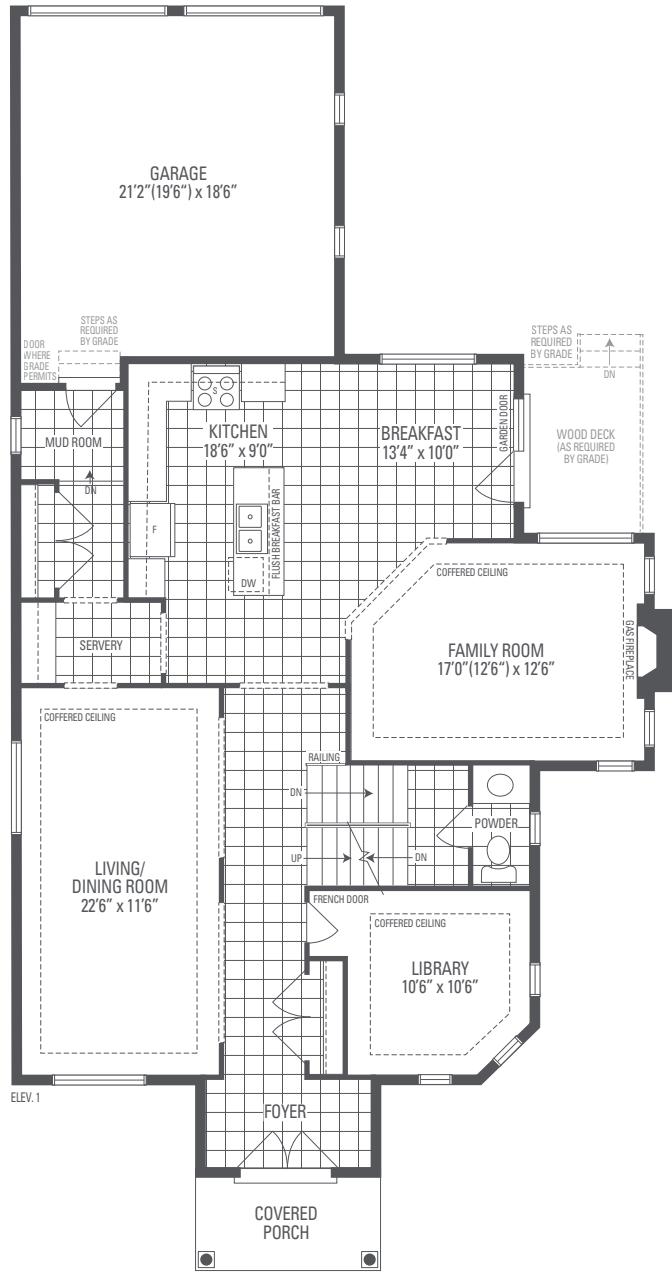 GARAGE
21'2"(19'6") x 18'6"
STEPS AS
REQUIRED
BY GRADE
DOOR
WHERE
GRADE
PERMITS
STEPS AS
REQUIRED
BY GRADE
DN
MUD ROOM
DN
S
KITCHEN
18'6" x 9'0"
BREAKFAST
13'4" x 10'0"
GARDEN DOOR
WOOD DECK
(AS REQUIRED
BY GRADE)
F
FLUSH BREAKFAST BAR
DW
COFFERED CEILING
SERVERY
FAMILY ROOM
17'0"(12'6") x 12'6"
GAS FIREPLACE
COFFERED CEILING
RAILING
DN
POWDER
UP
DN
LIVING/
DINING ROOM
22'6" x 11'6"
FRENCH DOOR
COFFERED CEILING
LIBRARY
10'6" x 10'6"
ELEV. 1
FOYER
COVERED
PORCH